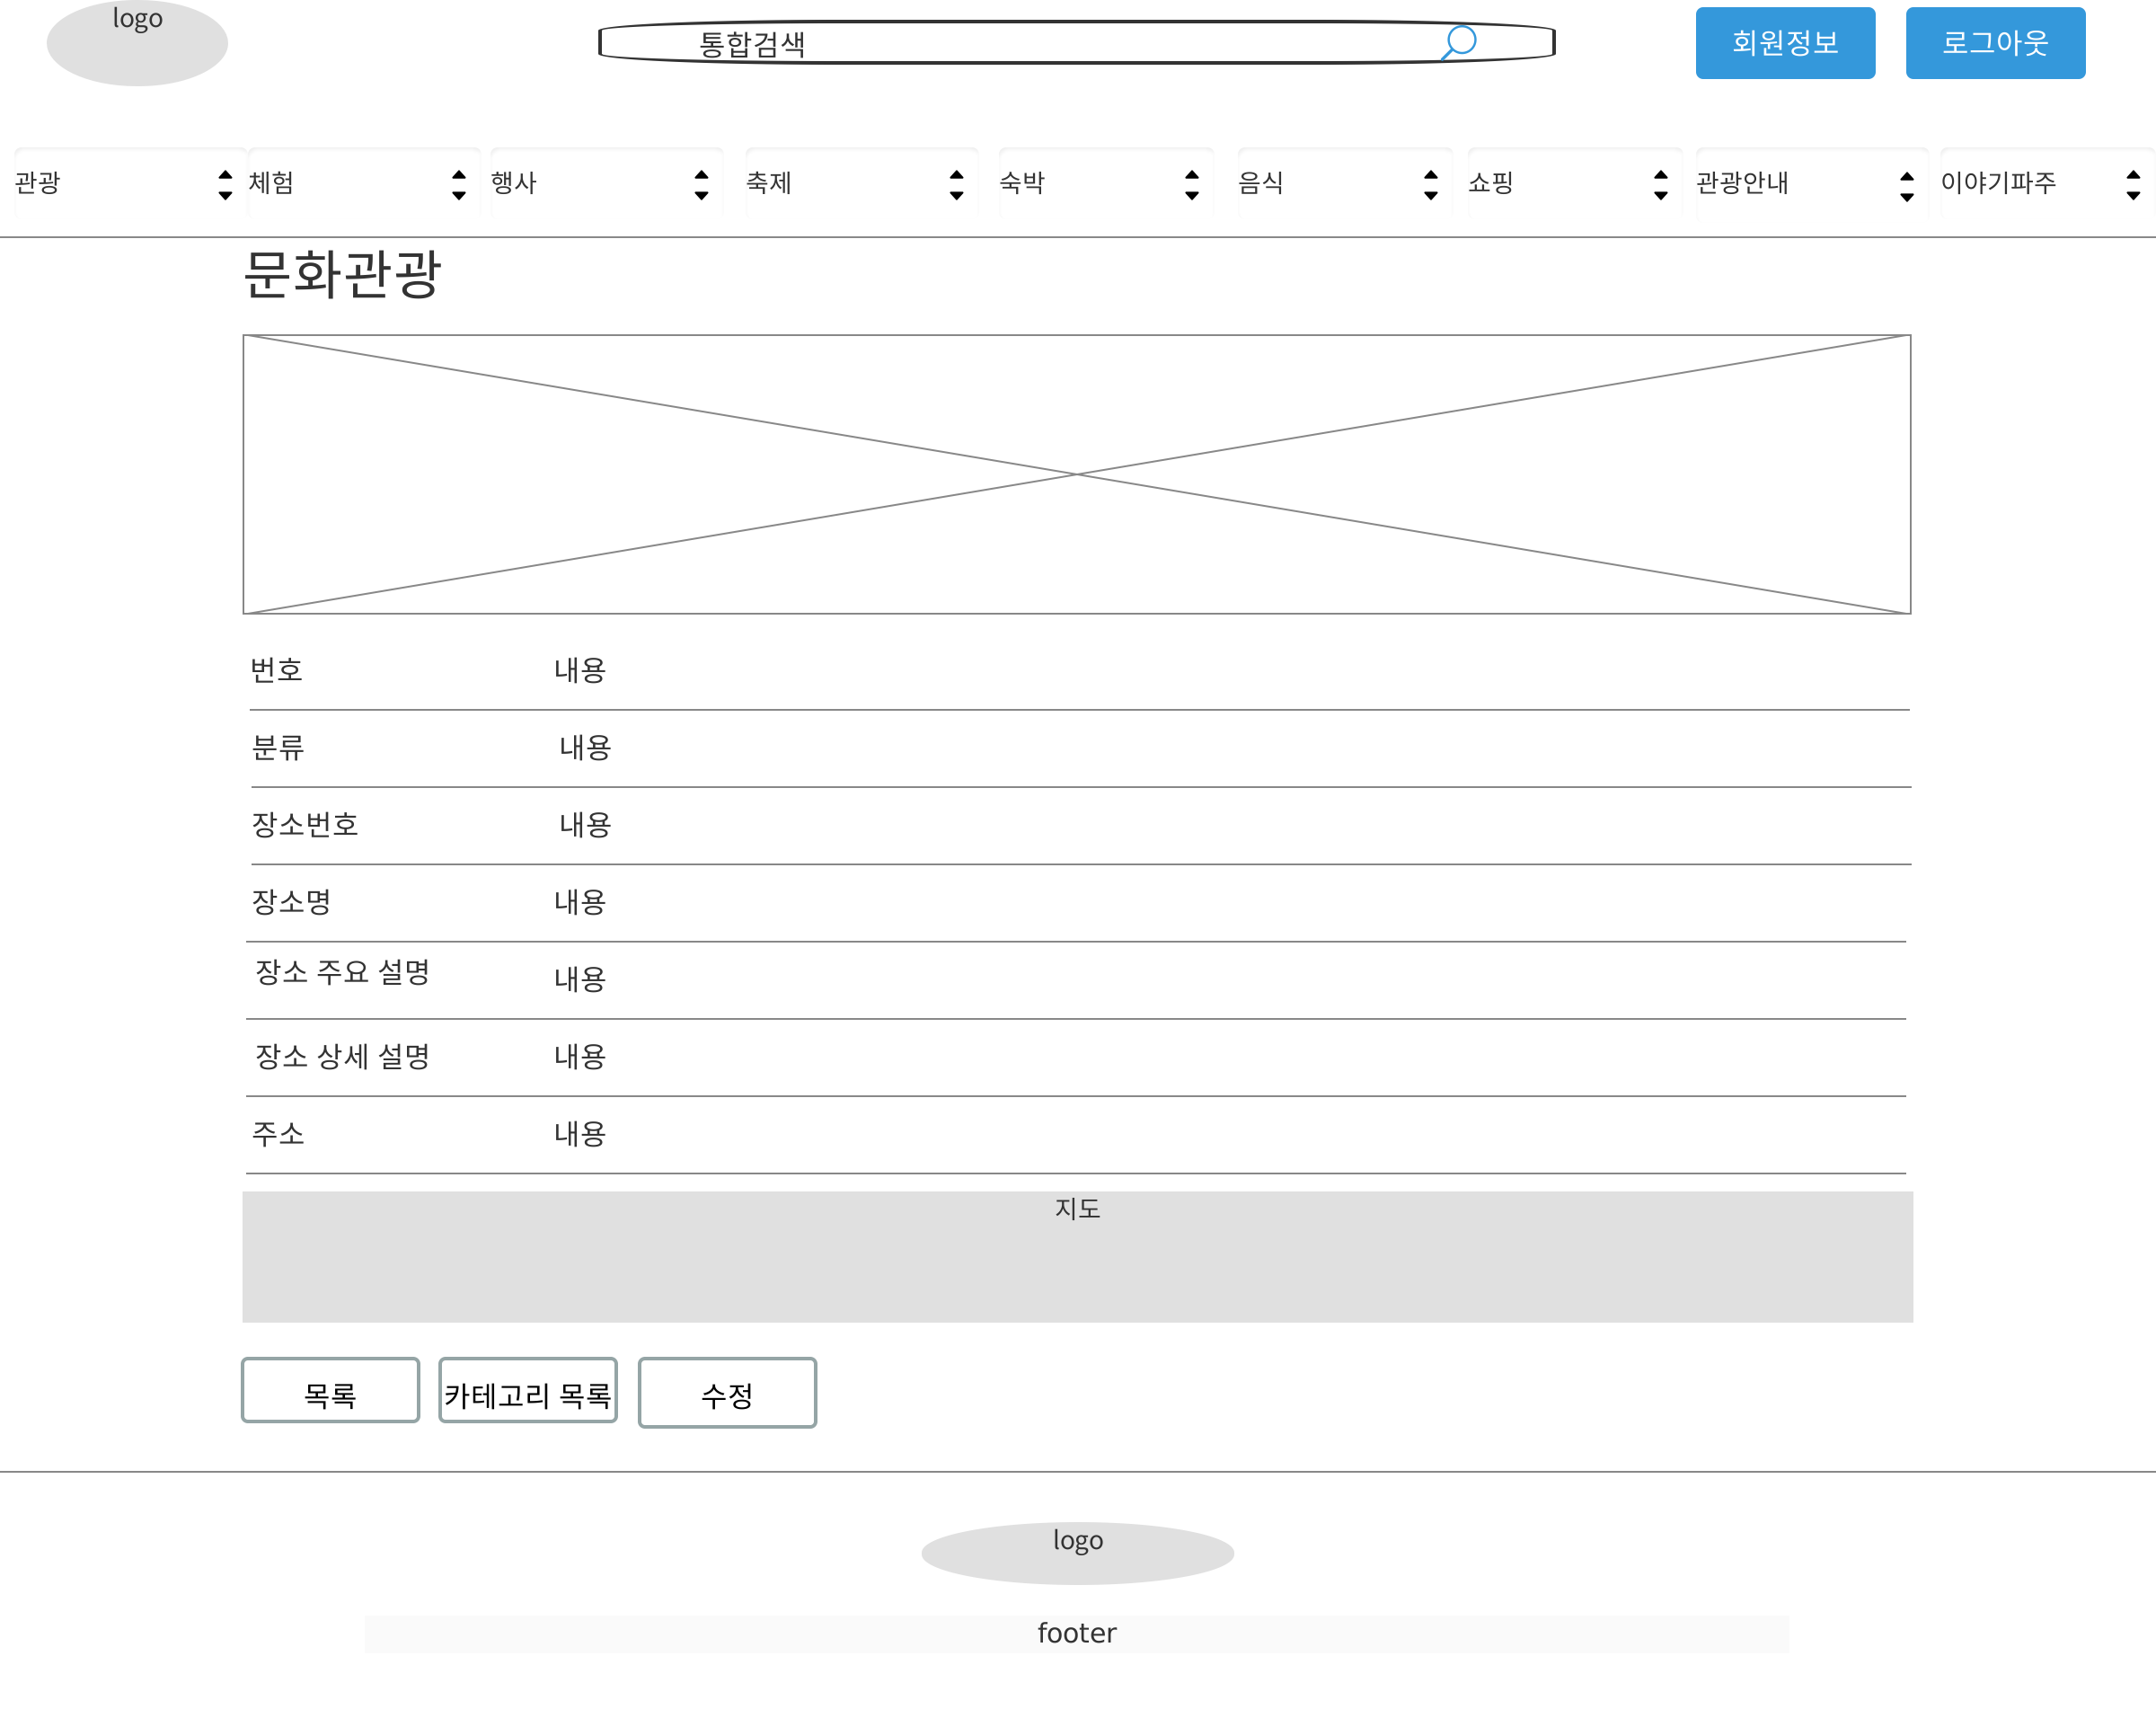 logo
통합검색
회원정보
로그아웃
관광
체험
행사
축제
숙박
음식
쇼핑
관광안내
이야기파주
문화관광
번호 내용
분류 내용
장소번호 내용
장소명 내용
장소 주요 설명 내용
장소 상세 설명 내용
주소 내용
지도
목록
카테고리 목록
수정
logo
footer